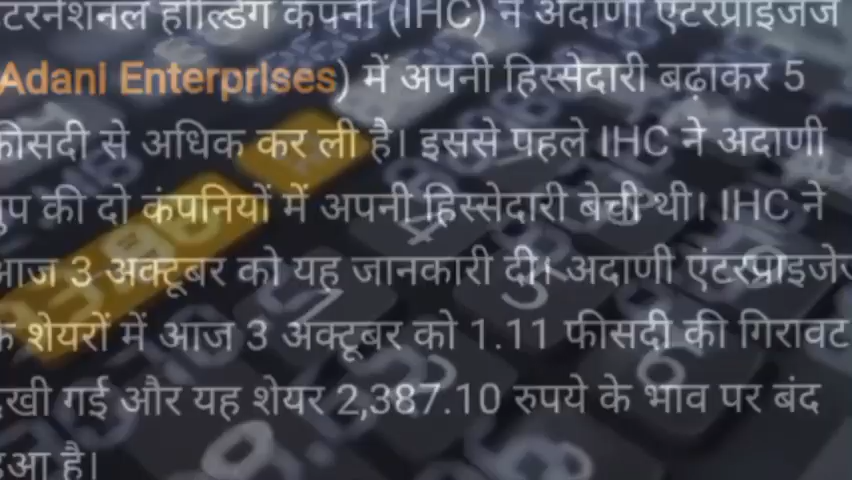 टरनेशनल होल्डिंग कंपनी (IHC) ने अदाणी एंटरप्राइजेज
Adani Enterprises) में अपनी हिस्सेदारी बढ़ाकर 5
फीसदी से अधिक कर ली है। इससे पहले IHC ने अदाणी
ुप की दो कंपनियों में अपनी हिस्सेदारी बेची थी। IHC ने
आज 3 अक्टूबर को यह जानकारी दी। अदाणी एंटरप्राइजेज
के शेयरों में आज 3 अक्टूबर को 1.11 फीसदी की गिरावट
देखी गई और यह शेयर 2,387.10 रुपये के भाव पर बंद
हुआ है।